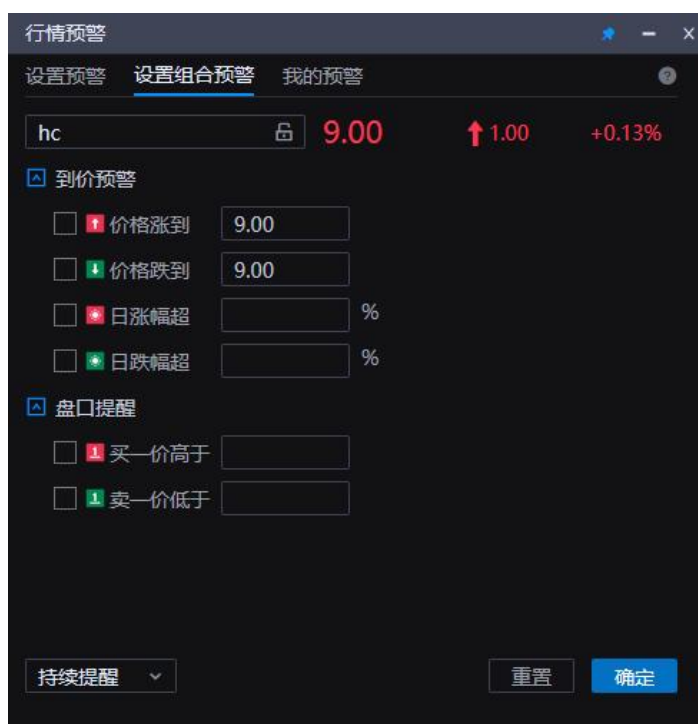 行情预警
设置预警 设置组合预警 我的预警
hc 9.00 1.00 +0.13%
到价预警
价格涨到 9.00
价格跌到 9.00
日涨幅超 %
日跌幅超 %
盘口提醒
1 买一价高于
1 卖一价低于
持续提醒 重置 确定